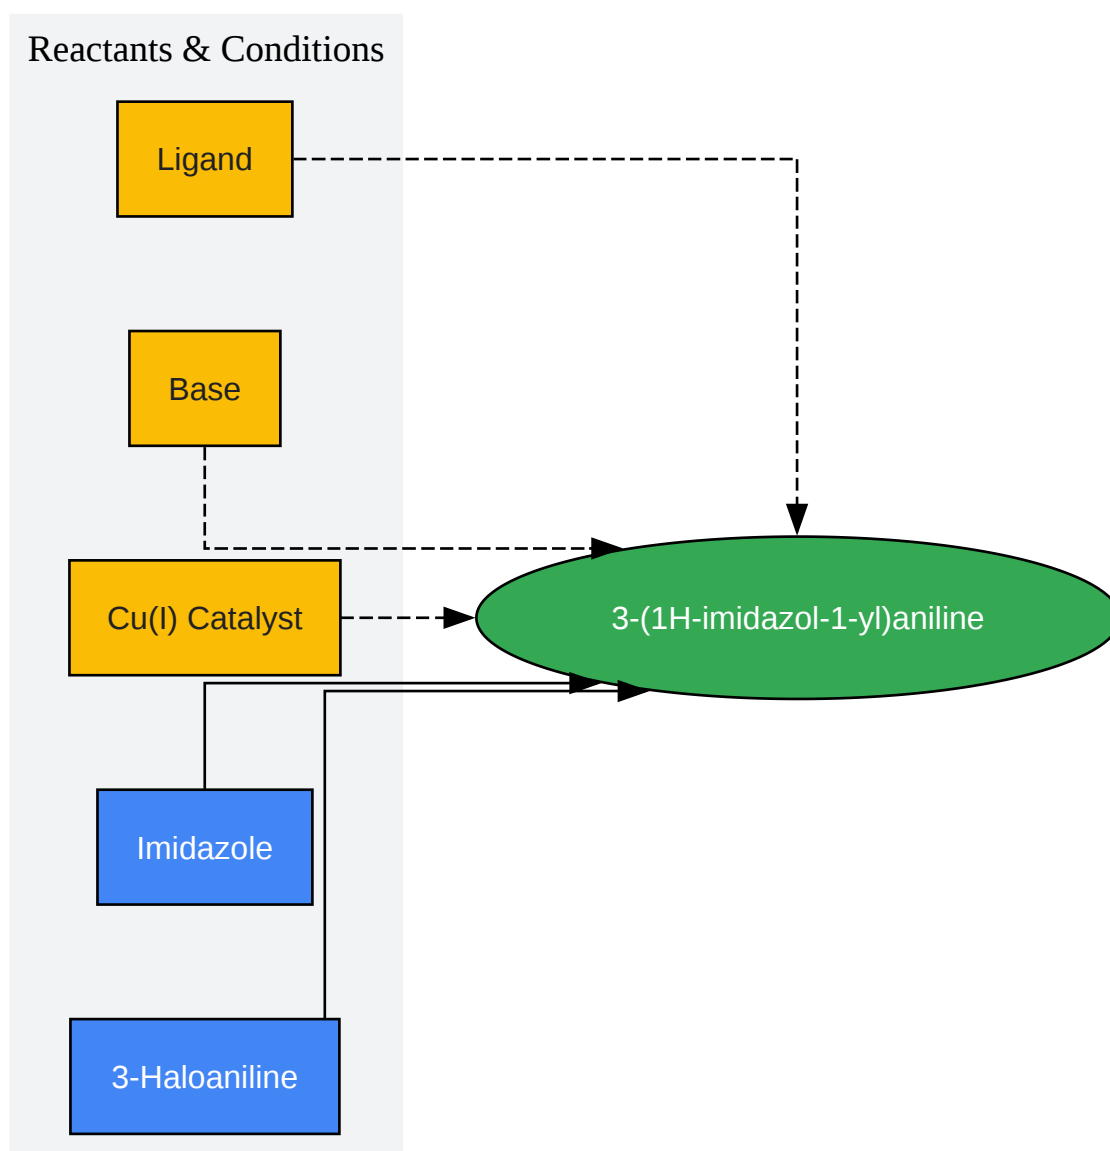 Reactants & Conditions
Ligand
Base
Cu(I) Catalyst
3-(1H-imidazol-1-yl)aniline
Imidazole
3-Haloaniline